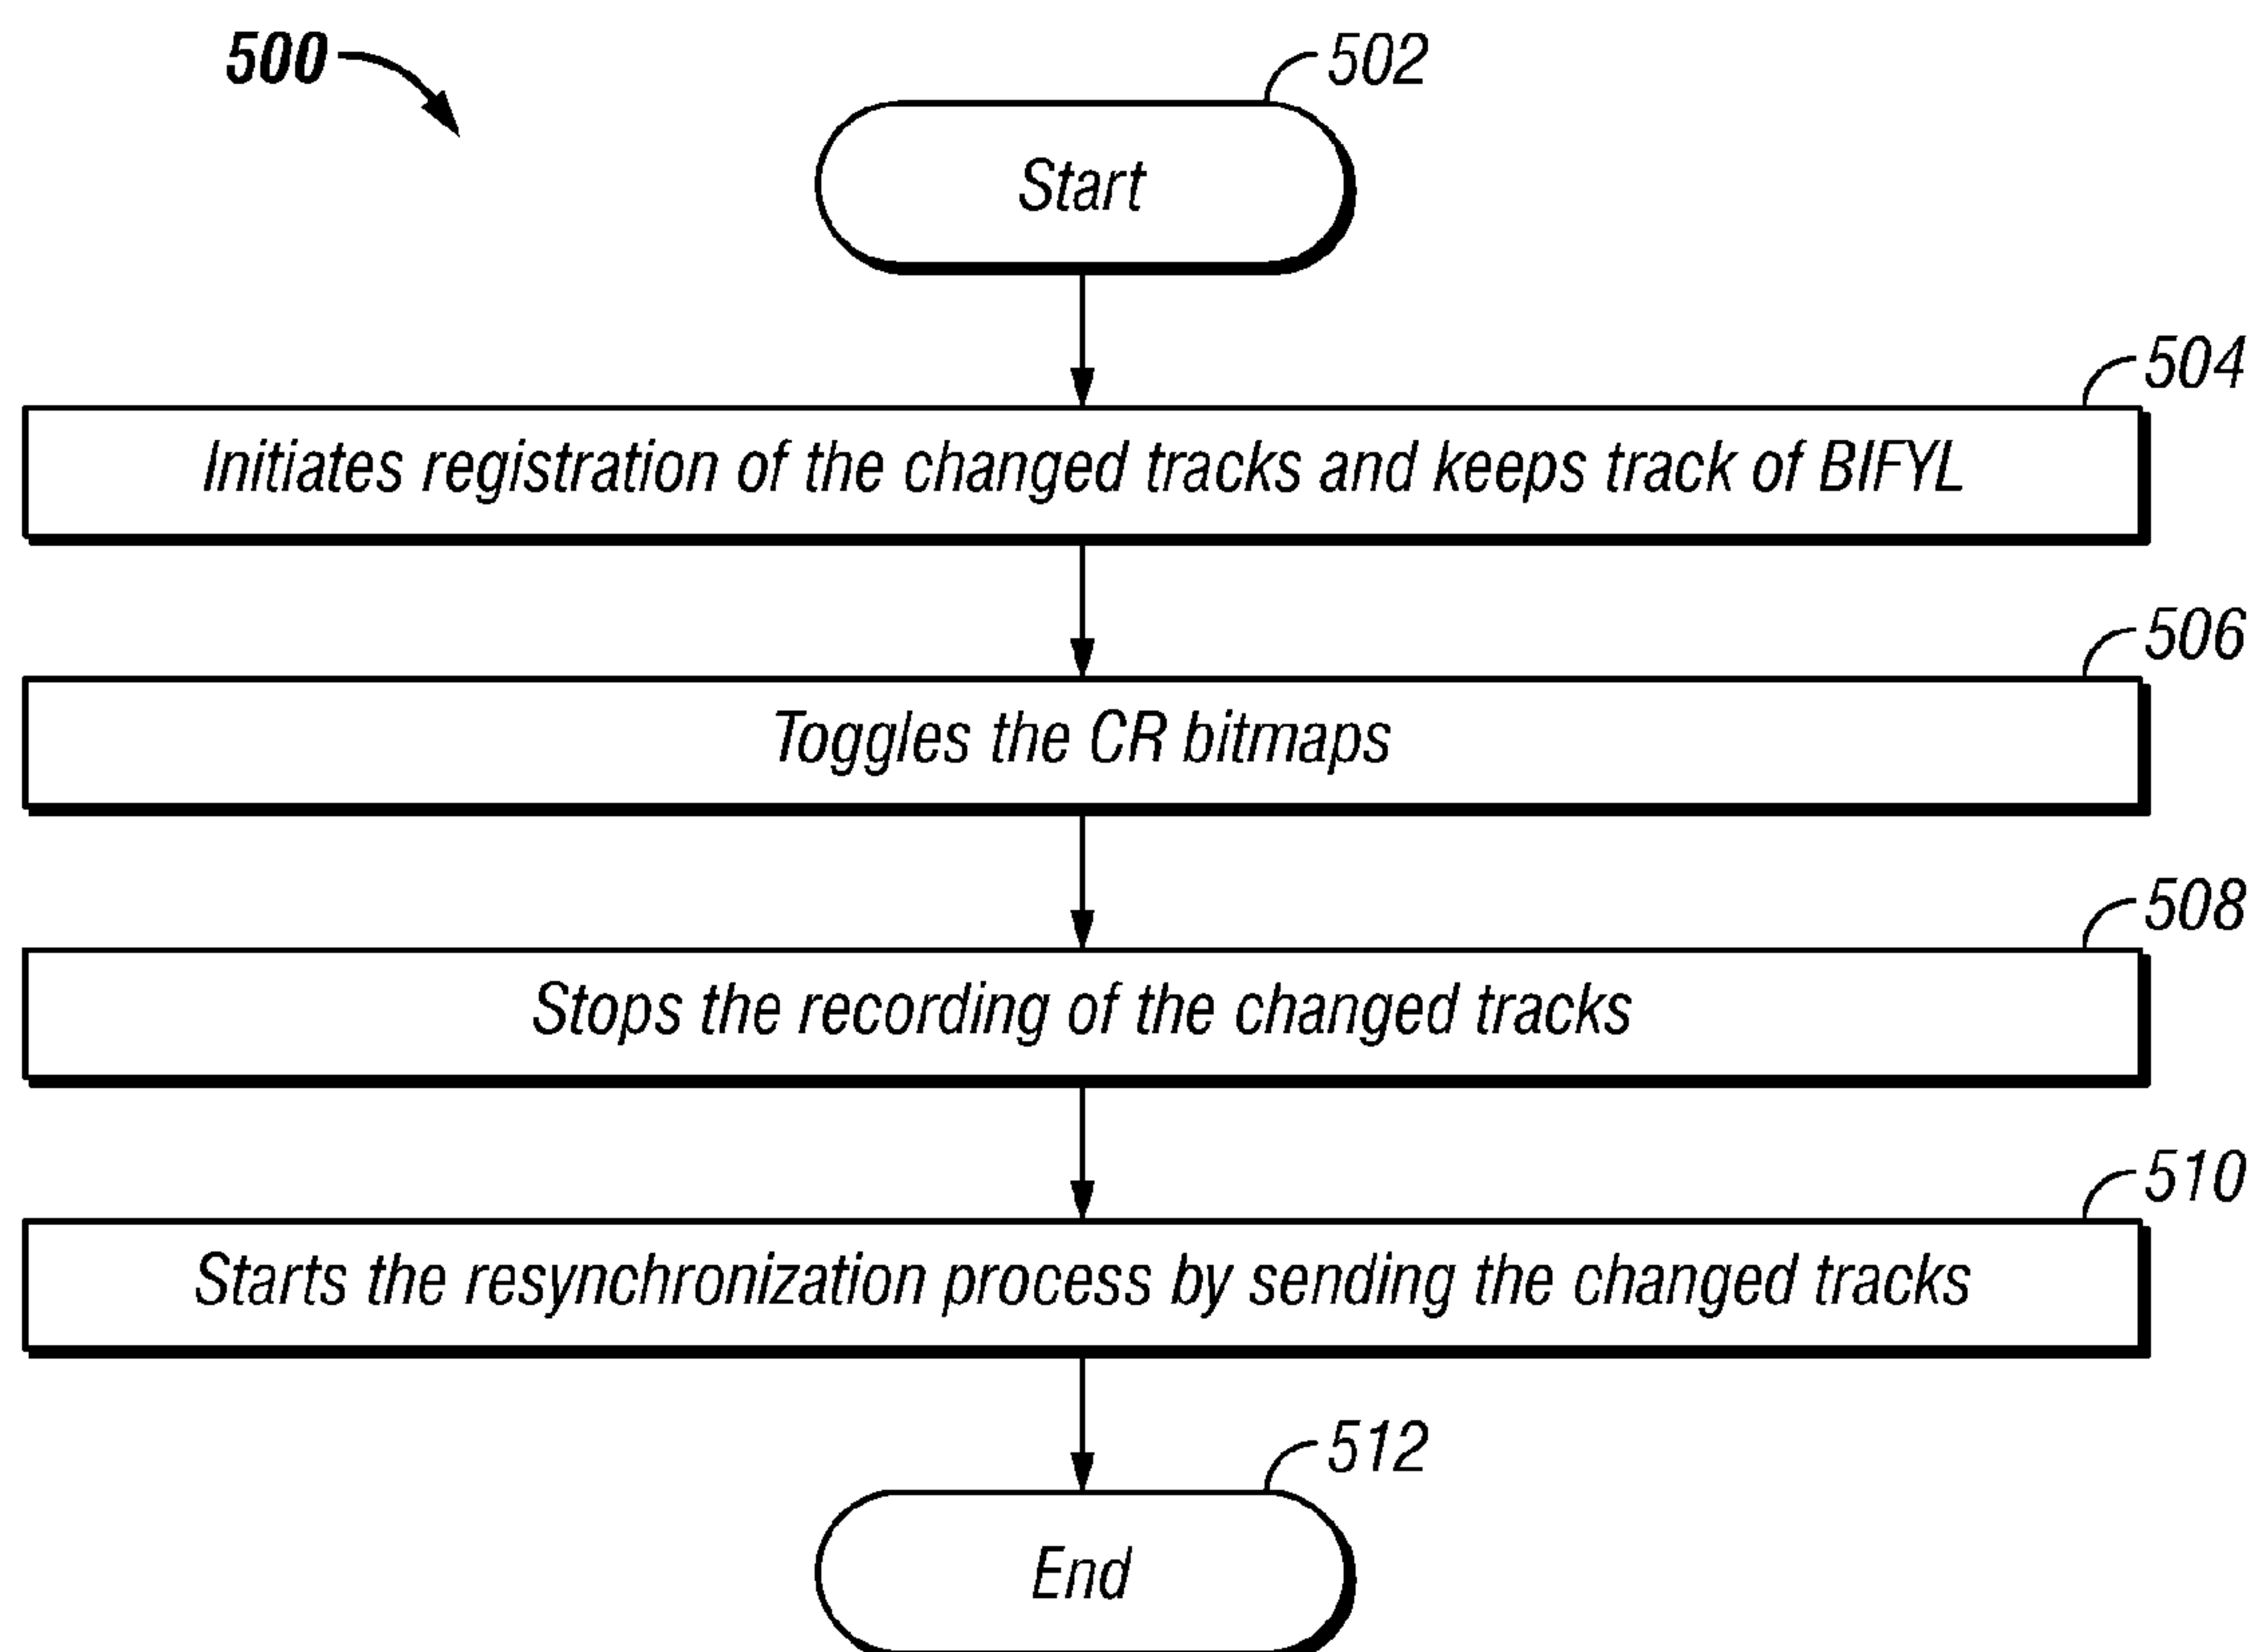 500
502
Start
504
Initiates registration of the changed tracks and keeps track of BIFYL
506
Toggles the CR bitmaps
508
Stops the recording of the changed tracks
510
Starts the resynchronization process by sending the changed tracks
512
End